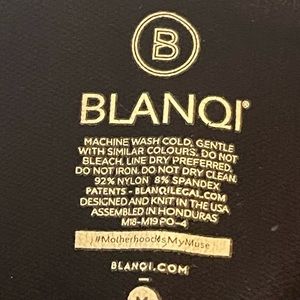 B
BLANQI®
MACHINE WASH COLD, GENTLE
WITH SIMILAR COLOURS. DO NOT
BLEACH. LINE DRY PREFERRED.
DO NOT IRON. DO NOT DRY CLEAN.
92% NYLON 8% SPANDEX
PATENTS - BLANQILEGAL.COM
DESIGNED AND KNIT IN THE USA
ASSEMBLED IN HONDURAS
M18-M19 PO-4
#MotherhoodIsMyMuse
BLANQI.COM